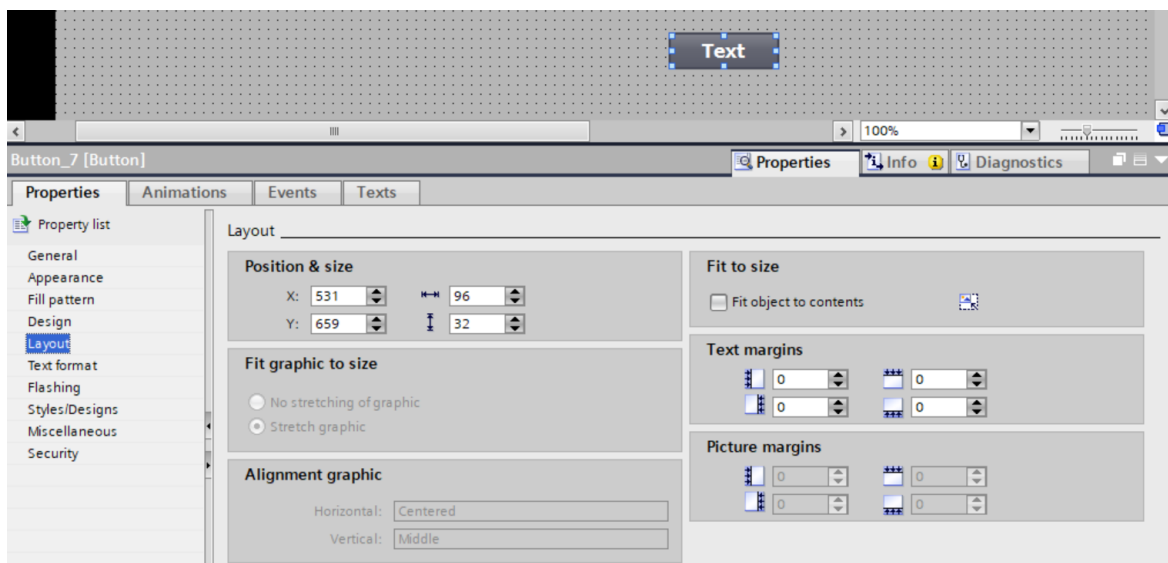 Text
100%
Button_7 [Button]
Properties
Info
Diagnostics
Properties
Animations
Events
Texts
Property list
General
Appearance
Fill pattern
Design
Layout
Text format
Flashing
Styles/Designs
Miscellaneous
Security
Layout
Position & size
X: 531 96
Y: 659 32
Fit graphic to size
No stretching of graphic
Stretch graphic
Alignment graphic
Horizontal: Centered
Vertical: Middle
Fit to size
Fit object to contents
Text margins
0 0
0 0
Picture margins
0 0
0 0